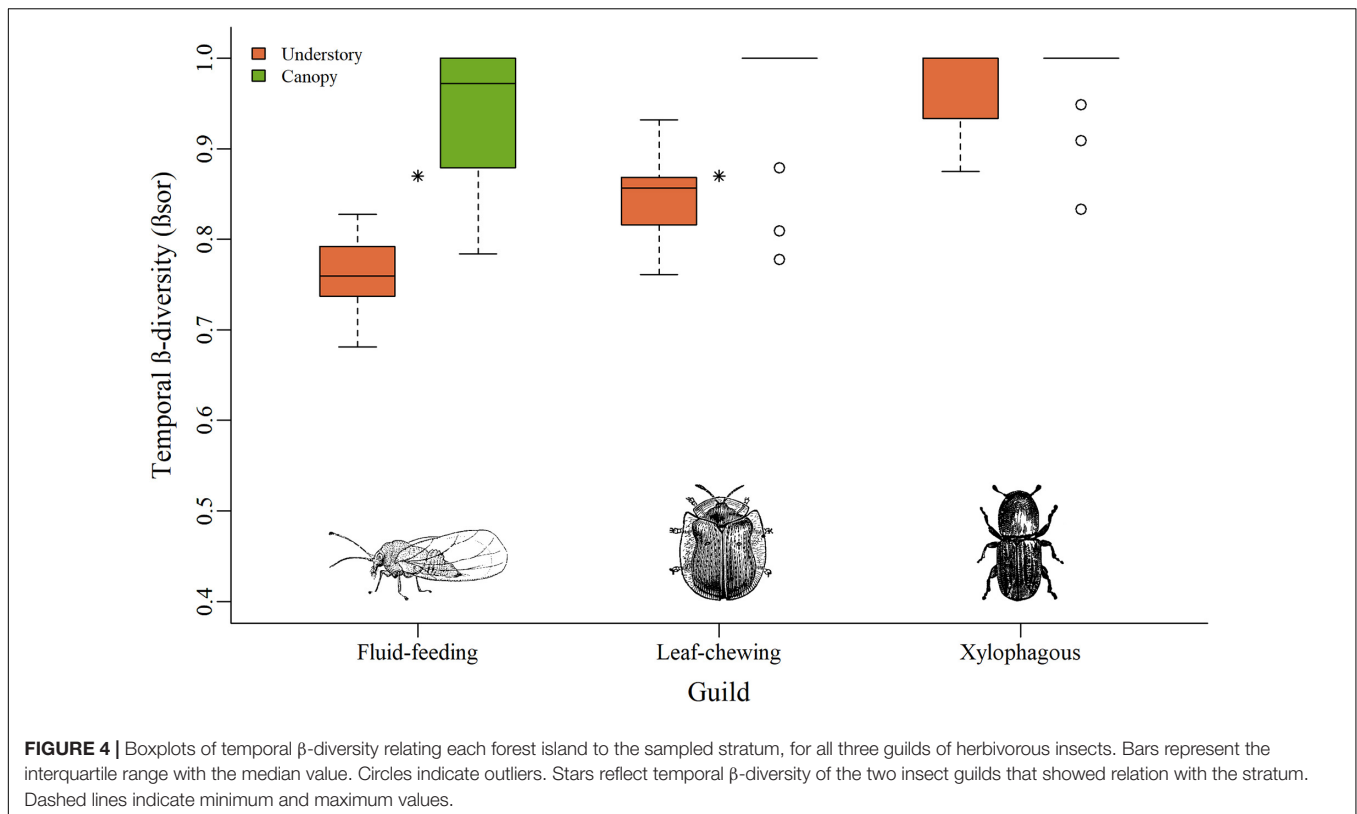 Understory
Canopy
1.0
0.9
0.8
0.7
0.6
0.5
0.4
Temporal ß-diversity (ßsor)
*
*
Fluid-feeding
Leaf-chewing
Xylophagous
Guild
FIGURE 4 | Boxplots of temporal β-diversity relating each forest island to the sampled stratum, for all three guilds of herbivorous insects. Bars represent the
interquartile range with the median value. Circles indicate outliers. Stars reflect temporal β-diversity of the two insect guilds that showed relation with the stratum.
Dashed lines indicate minimum and maximum values.